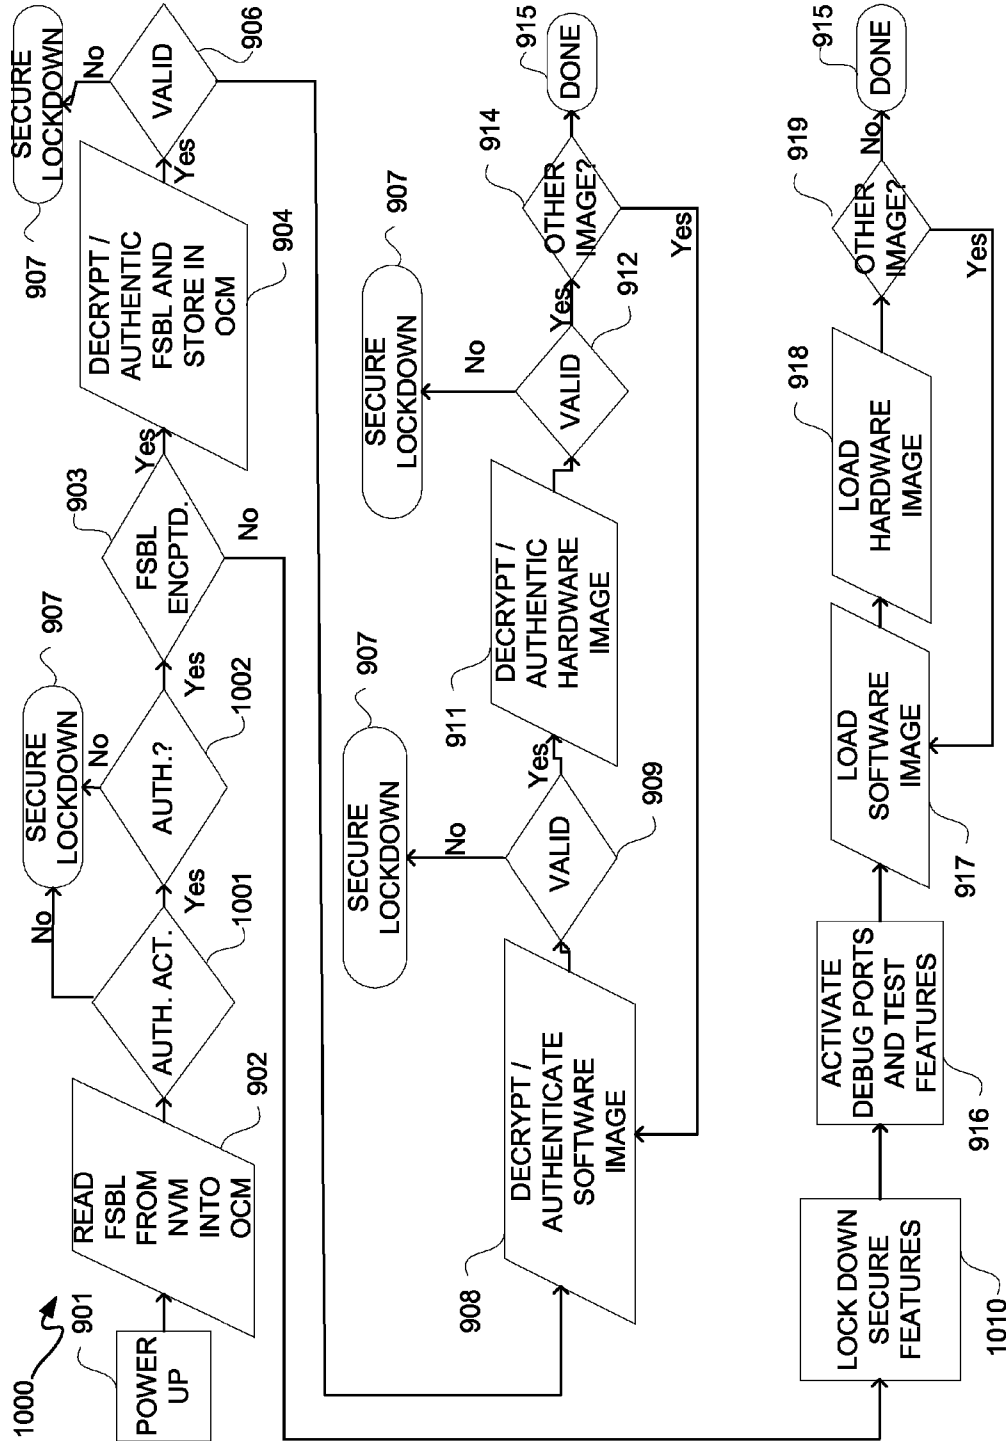 1000
901
POWER
UP
READ
FSBL
FROM
NVM
INTO
OCM
902
AUTH. ACT.
1001
No
Yes
AUTH.?
1002
No
SECURE
LOCKDOWN
907
Yes
FSBL
ENCPTD.
903
No
Yes
DECRYPT /
AUTHENTIC
FSBL AND
STORE IN
OCM
904
Yes
VALID
906
No
SECURE
LOCKDOWN
907
DECRYPT /
AUTHENTICATE
SOFTWARE
IMAGE
908
VALID
909
No
SECURE
LOCKDOWN
907
Yes
DECRYPT /
AUTHENTIC
HARDWARE
IMAGE
911
VALID
912
No
SECURE
LOCKDOWN
907
Yes
OTHER
IMAGE?
914
Yes
DONE
915
LOCK DOWN
SECURE
FEATURES
1010
ACTIVATE
DEBUG PORTS
AND TEST
FEATURES
916
LOAD
SOFTWARE
IMAGE
917
LOAD
HARDWARE
IMAGE
918
OTHER
IMAGE?
919
Yes
No
DONE
915